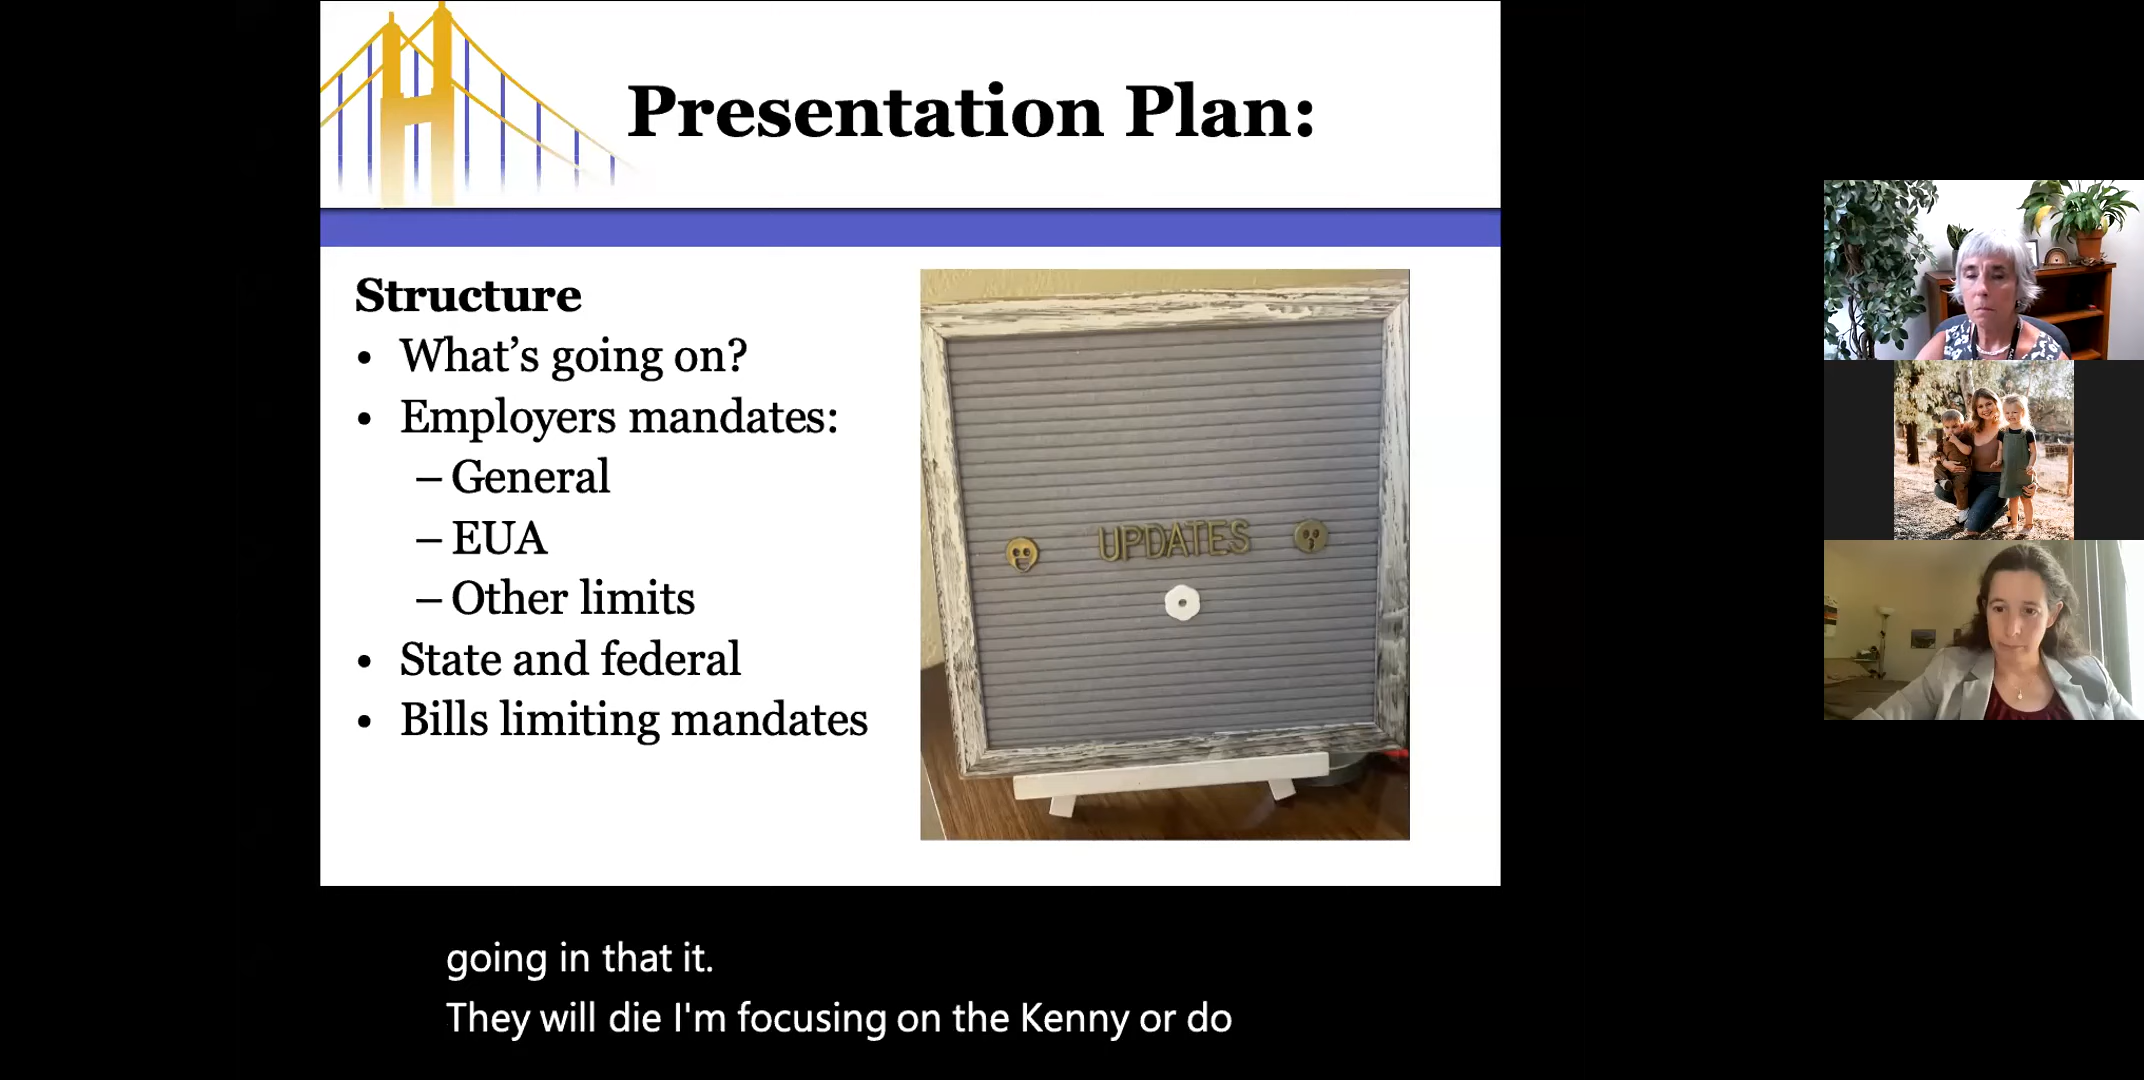 Presentation Plan:
Structure
• What’s going on?
• Employers mandates:
– General
– EUA
– Other limits
• State and federal
• Bills limiting mandates
UPDATES
going in that it.
They will die I'm focusing on the Kenny or do